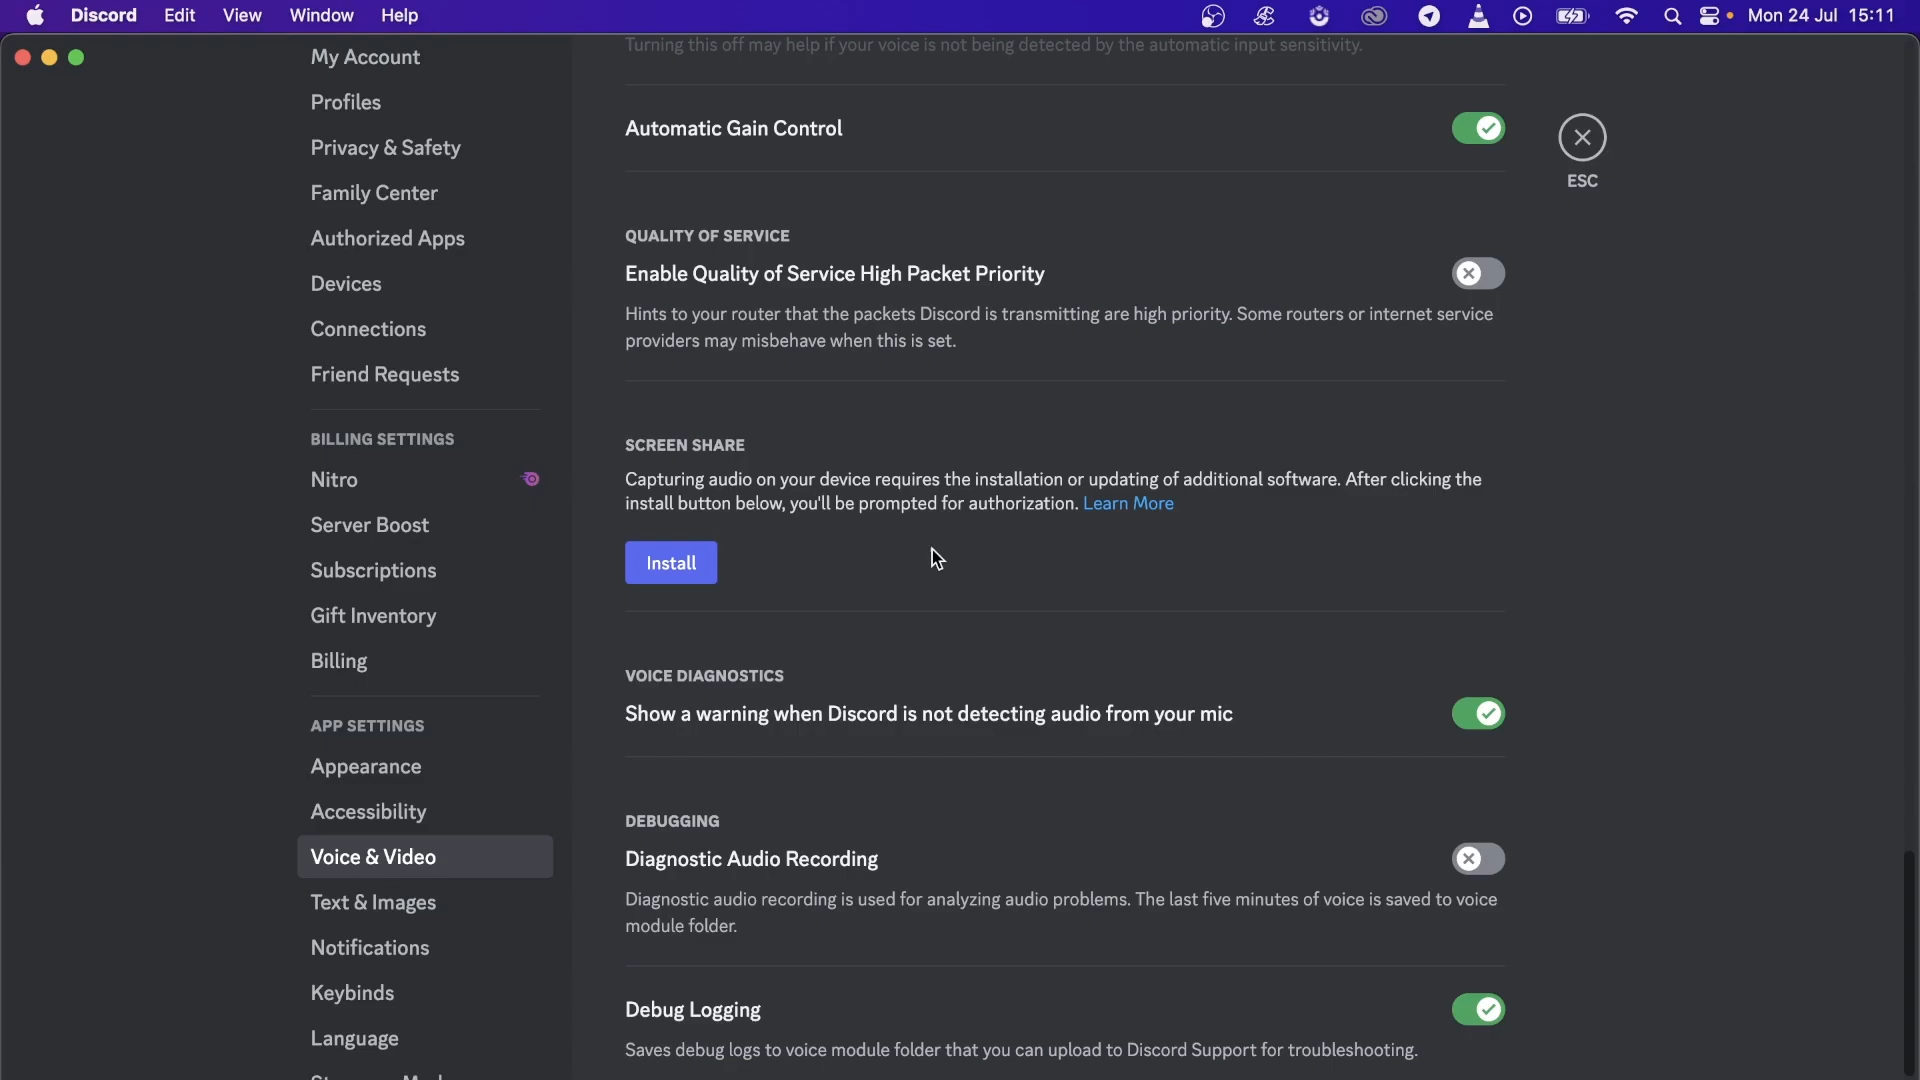 Discord Edit View Window Help Mon 24 Jul 15:11
My Account
Profiles
Privacy & Safety
Family Center
Authorized Apps
Devices
Connections
Friend Requests
BILLING SETTINGS
Nitro
Server Boost
Subscriptions
Gift Inventory
Billing
APP SETTINGS
Appearance
Accessibility
Voice & Video
Text & Images
Notifications
Keybinds
Language
Turning this off may help if your voice is not being detected by the automatic input sensitivity.
Automatic Gain Control
ESC
QUALITY OF SERVICE
Enable Quality of Service High Packet Priority
Hints to your router that the packets Discord is transmitting are high priority. Some routers or internet service
providers may misbehave when this is set.
SCREEN SHARE
Capturing audio on your device requires the installation or updating of additional software. After clicking the
install button below, you'll be prompted for authorization. Learn More
Install
VOICE DIAGNOSTICS
Show a warning when Discord is not detecting audio from your mic
DEBUGGING
Diagnostic Audio Recording
Diagnostic audio recording is used for analyzing audio problems. The last five minutes of voice is saved to voice
module folder.
Debug Logging
Saves debug logs to voice module folder that you can upload to Discord Support for troubleshooting.